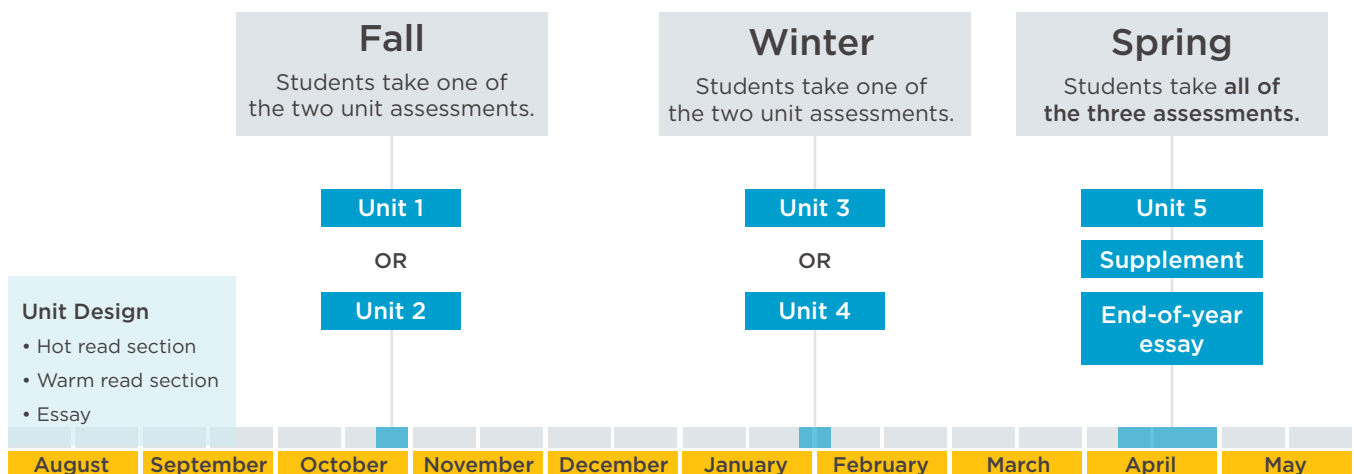 Fall
Students take one of
the two unit assessments.
Unit 1
OR
Unit 2
Winter
Students take one of
the two unit assessments.
Unit 3
OR
Unit 4
Spring
Students take all of
the three assessments.
Unit 5
Supplement
End-of-year
essay
Unit Design
• Hot read section
• Warm read section
• Essay
August September October November December January February March April May